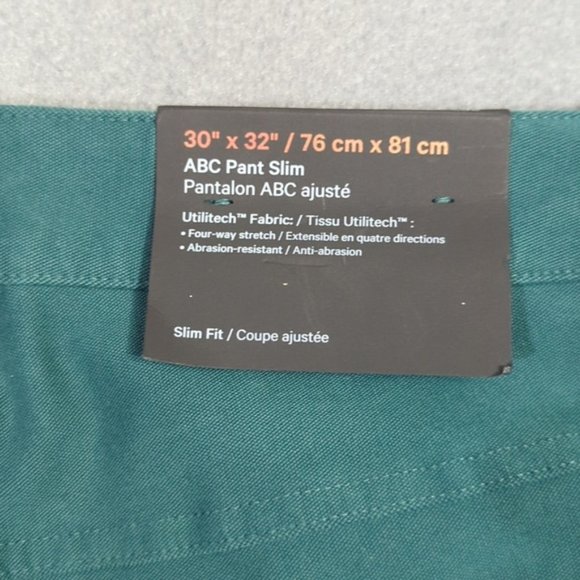 30" x 32" / 76 cm x 81 cm
ABC Pant Slim
Pantalon ABC ajusté
Utilitech™ Fabric: / Tissu Utilitech™ :
• Four-way stretch / Extensible en quatre directions
• Abrasion-resistant / Anti-abrasion
Slim Fit / Coupe ajustée